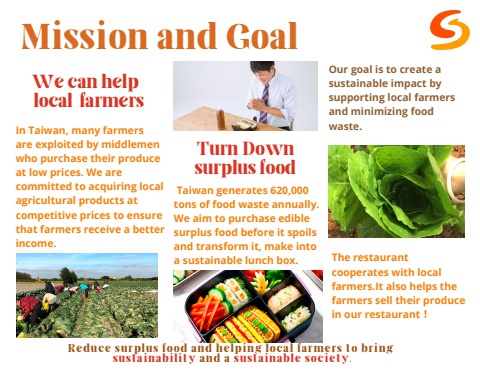 Mission and Goal
We can help
local farmers
In Taiwan, many farmers
are exploited by middlemen
who purchase their produce
at low prices. We are
committed to acquiring local
agricultural products at
competitive prices to ensure
that farmers receive a better
income.
Turn Down
surplus food
Taiwan generates 620,000
tons of food waste annually.
We aim to purchase edible
surplus food before it spoils
and transform it, make into
a sustainable lunch box.
Our goal is to create a
sustainable impact by
supporting local farmers
and minimizing food
waste.
The restaurant
cooperates with local
farmers.It also helps the
farmers sell their produce
in our restaurant！
Reduce surplus food and helping local farmers to bring
sustainability and a sustainable society.